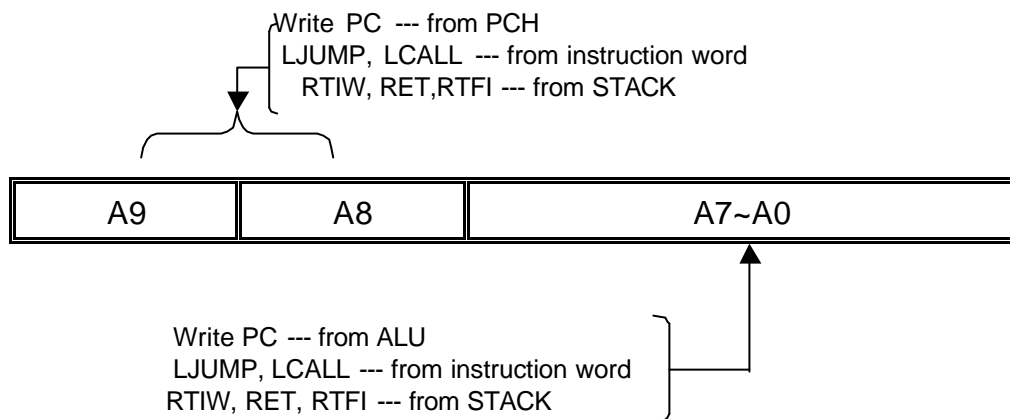 Write PC --- from PCH
LJUMP, LCALL --- from instruction word
RTIW, RET,RTFI --- from STACK
A9 A8 A7~A0
Write PC --- from ALU
LJUMP, LCALL --- from instruction word
RTIW, RET, RTFI --- from STACK